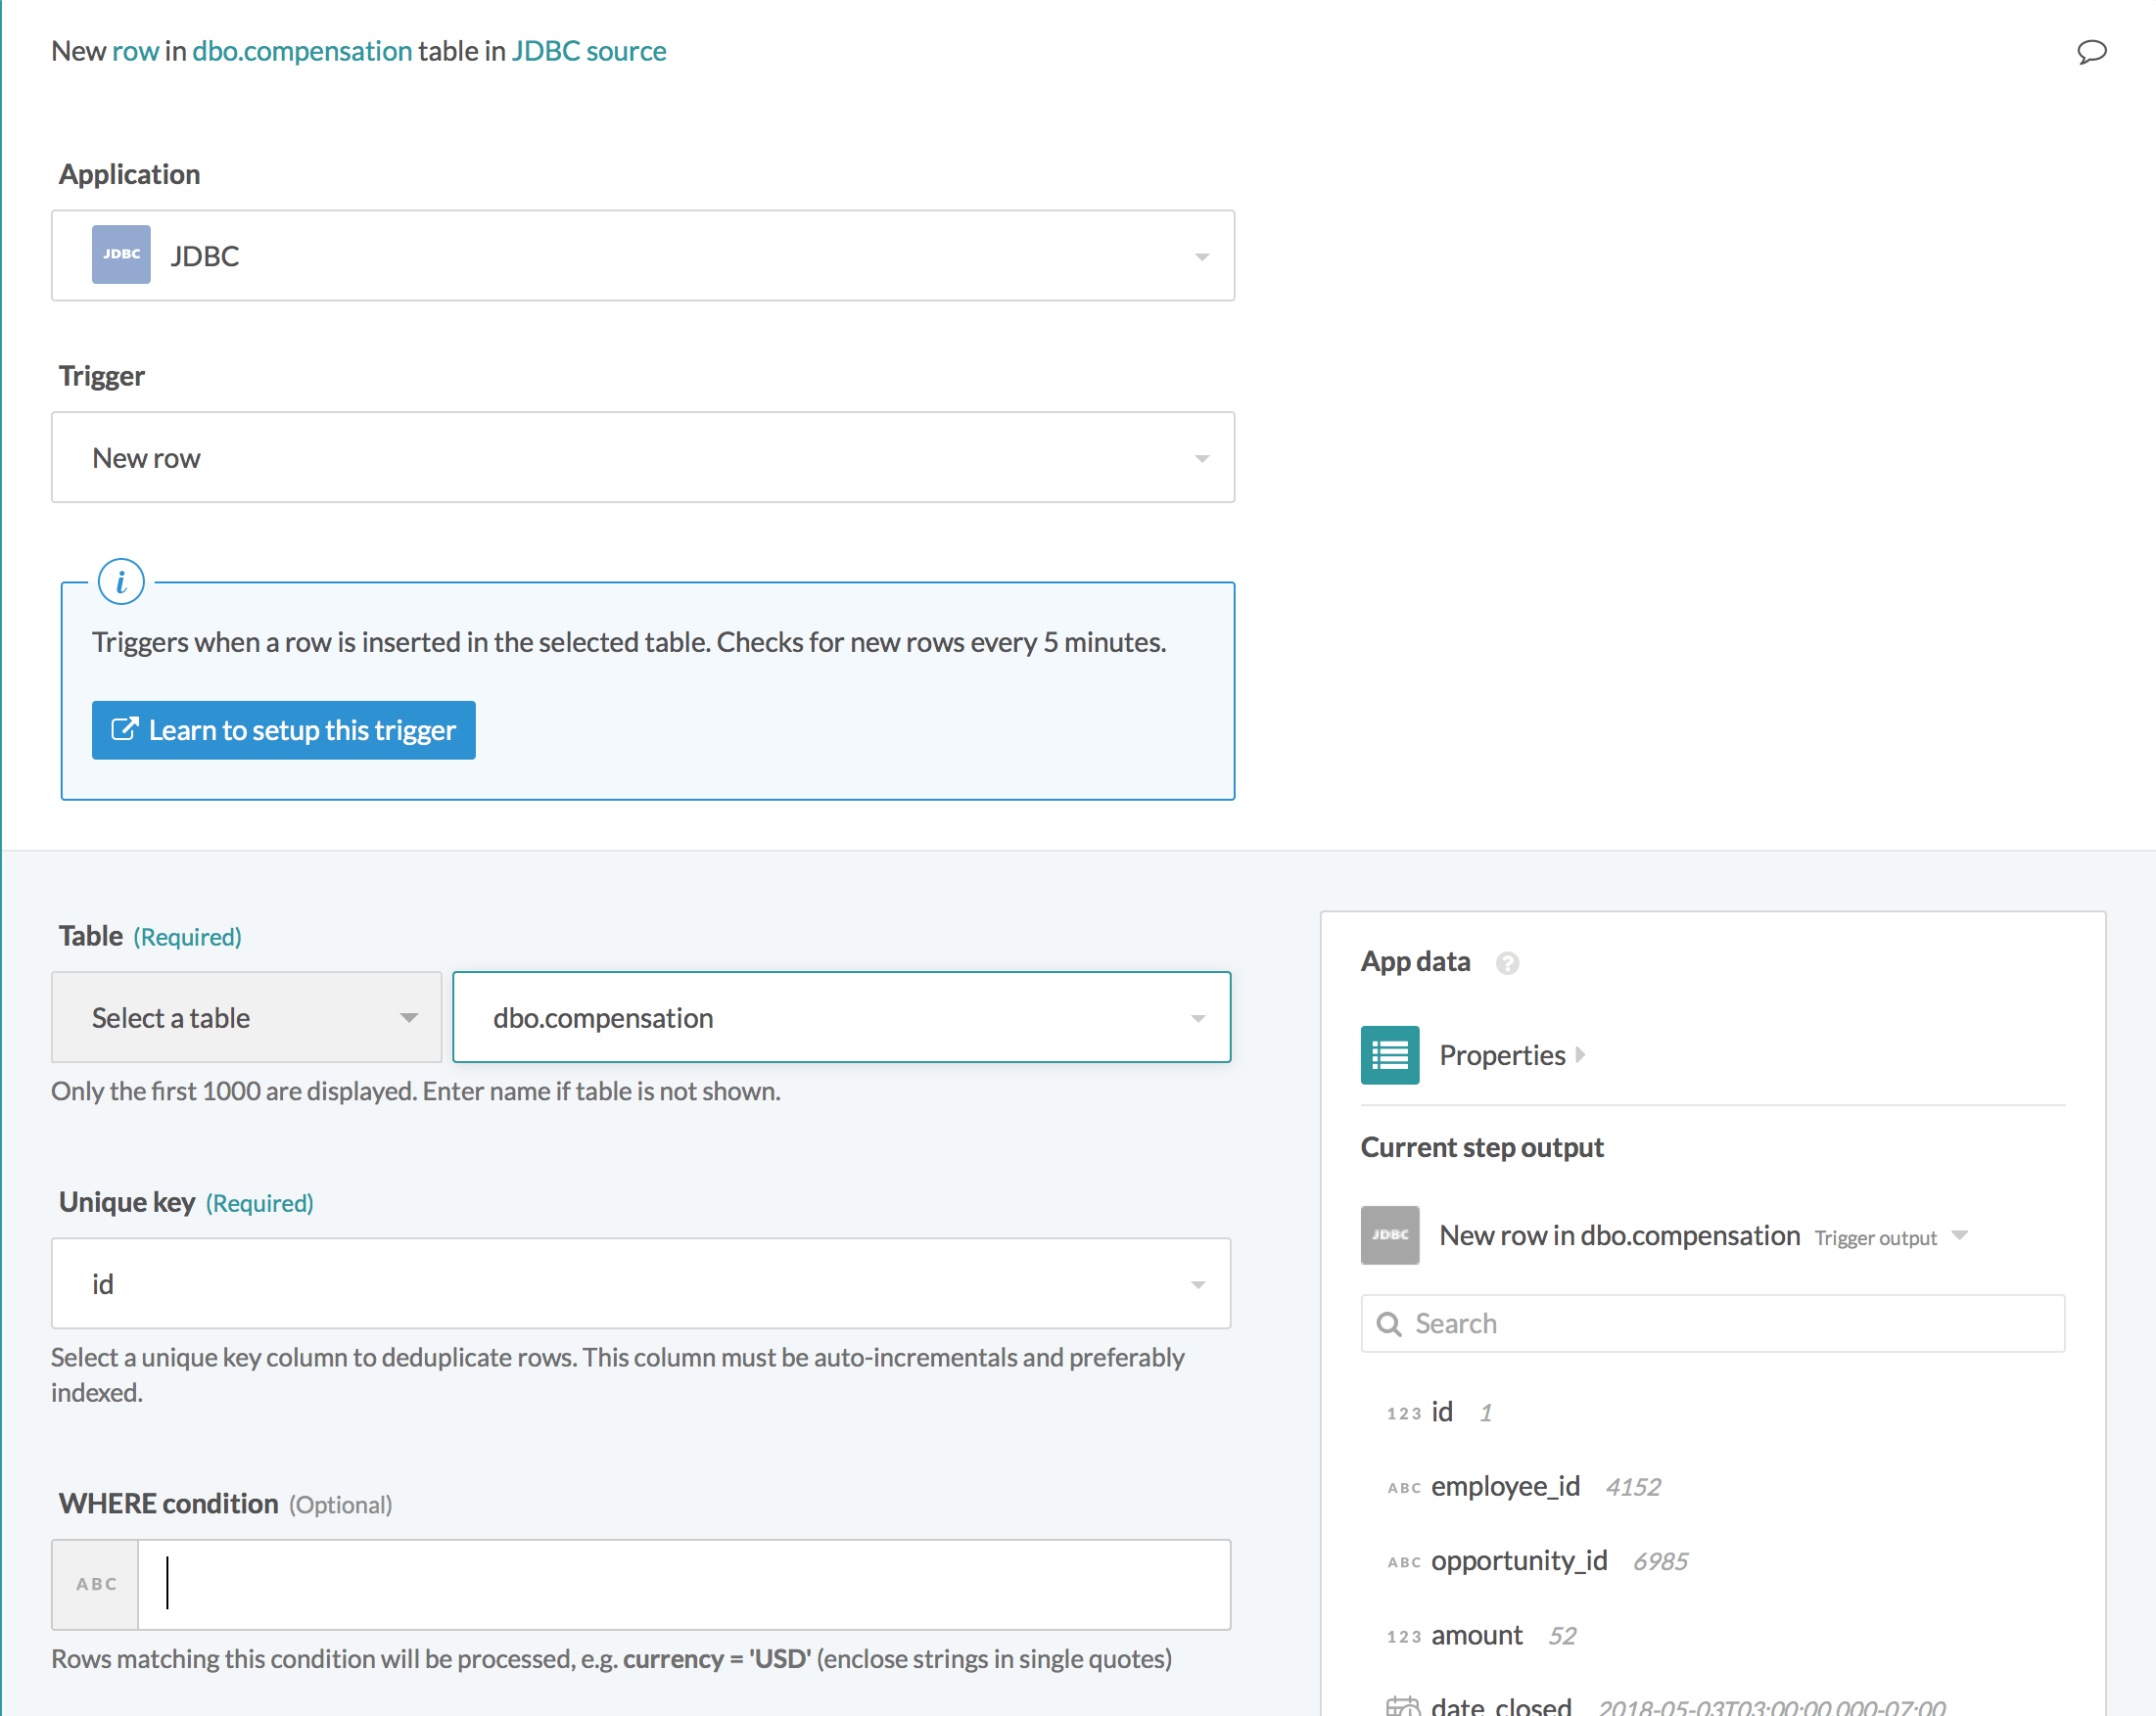 New row in dbo.compensation table in JDBC source
Application
JDBC JDBC
Trigger
New row
i
Triggers when a row is inserted in the selected table. Checks for new rows every 5 minutes.
Learn to setup this trigger
Table (Required)
Select a table
dbo.compensation
Only the first 1000 are displayed. Enter name if table is not shown.
Unique key (Required)
id
Select a unique key column to deduplicate rows. This column must be auto-incrementals and preferably
indexed.
WHERE condition (Optional)
ABC
Rows matching this condition will be processed, e.g. currency = 'USD' (enclose strings in single quotes)
App data ?
Properties
Current step output
JDBC New row in dbo.compensation Trigger output
Search
123 id 1
ABC employee_id 4152
ABC opportunity_id 6985
123 amount 52
date_closed 2018-05-03T03:00:00.000-07:00